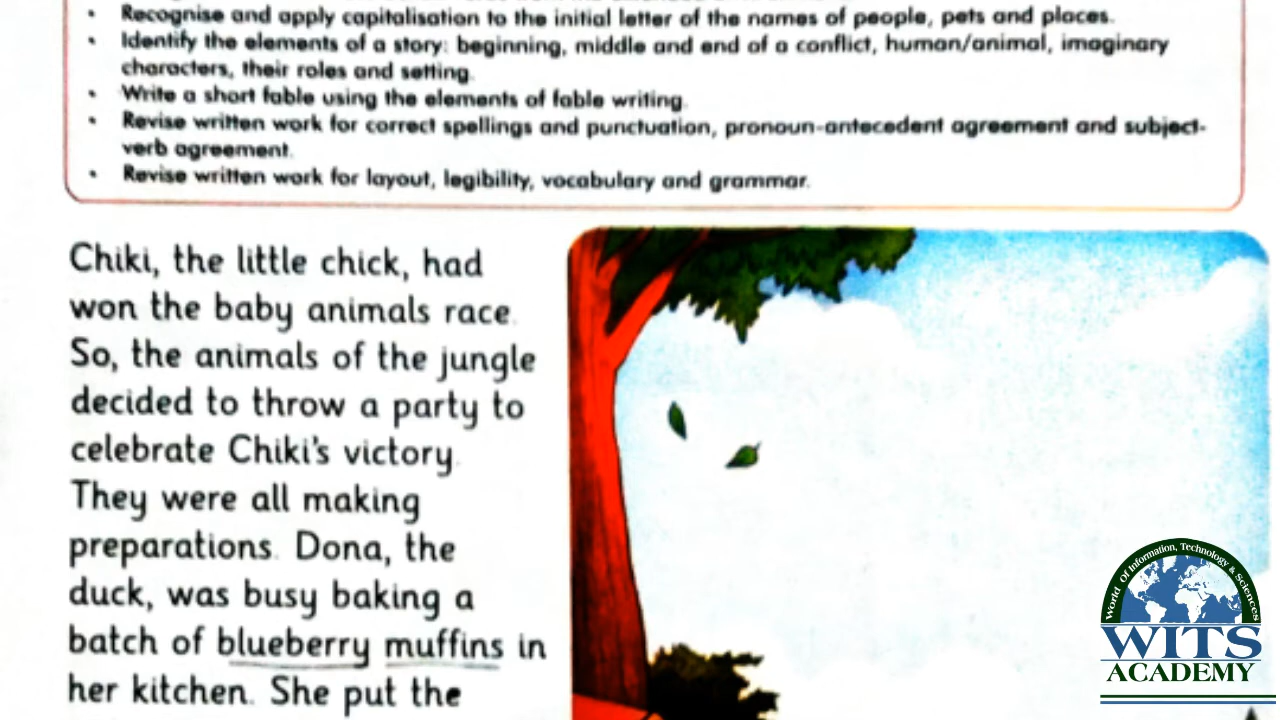 • Recognise and apply capitalisation to the initial letter of the names of people, pets and places.
• Identify the elements of a story: beginning, middle and end of a conflict, human/animal, imaginary
characters, their roles and setting.
• Write a short fable using the elements of fable writing.
• Revise written work for correct spellings and punctuation, pronoun-antecedent agreement and subject-
verb agreement.
• Revise written work for layout, legibility, vocabulary and grammar.
Chiki, the little chick, had
won the baby animals race.
So, the animals of the jungle
decided to throw a party to
celebrate Chiki's victory.
They were all making
preparations. Dona, the
duck, was busy baking a
batch of blueberry muffins in
her kitchen. She put the
World Of Information, Technology & Sciences
WITS
ACADEMY